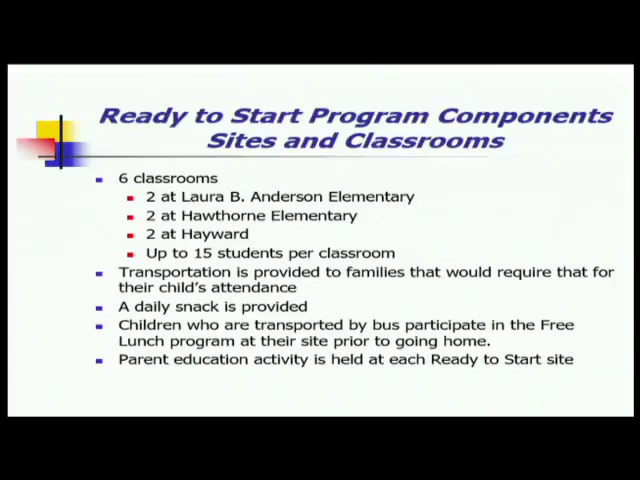 Ready to Start Program Components
Sites and Classrooms
6 classrooms
2 at Laura B. Anderson Elementary
2 at Hawthorne Elementary
2 at Hayward
Up to 15 students per classroom
Transportation is provided to families that would require that for
their child's attendance
A daily snack is provided
Children who are transported by bus participate in the Free
Lunch program at their site prior to going home.
Parent education activity is held at each Ready to Start site